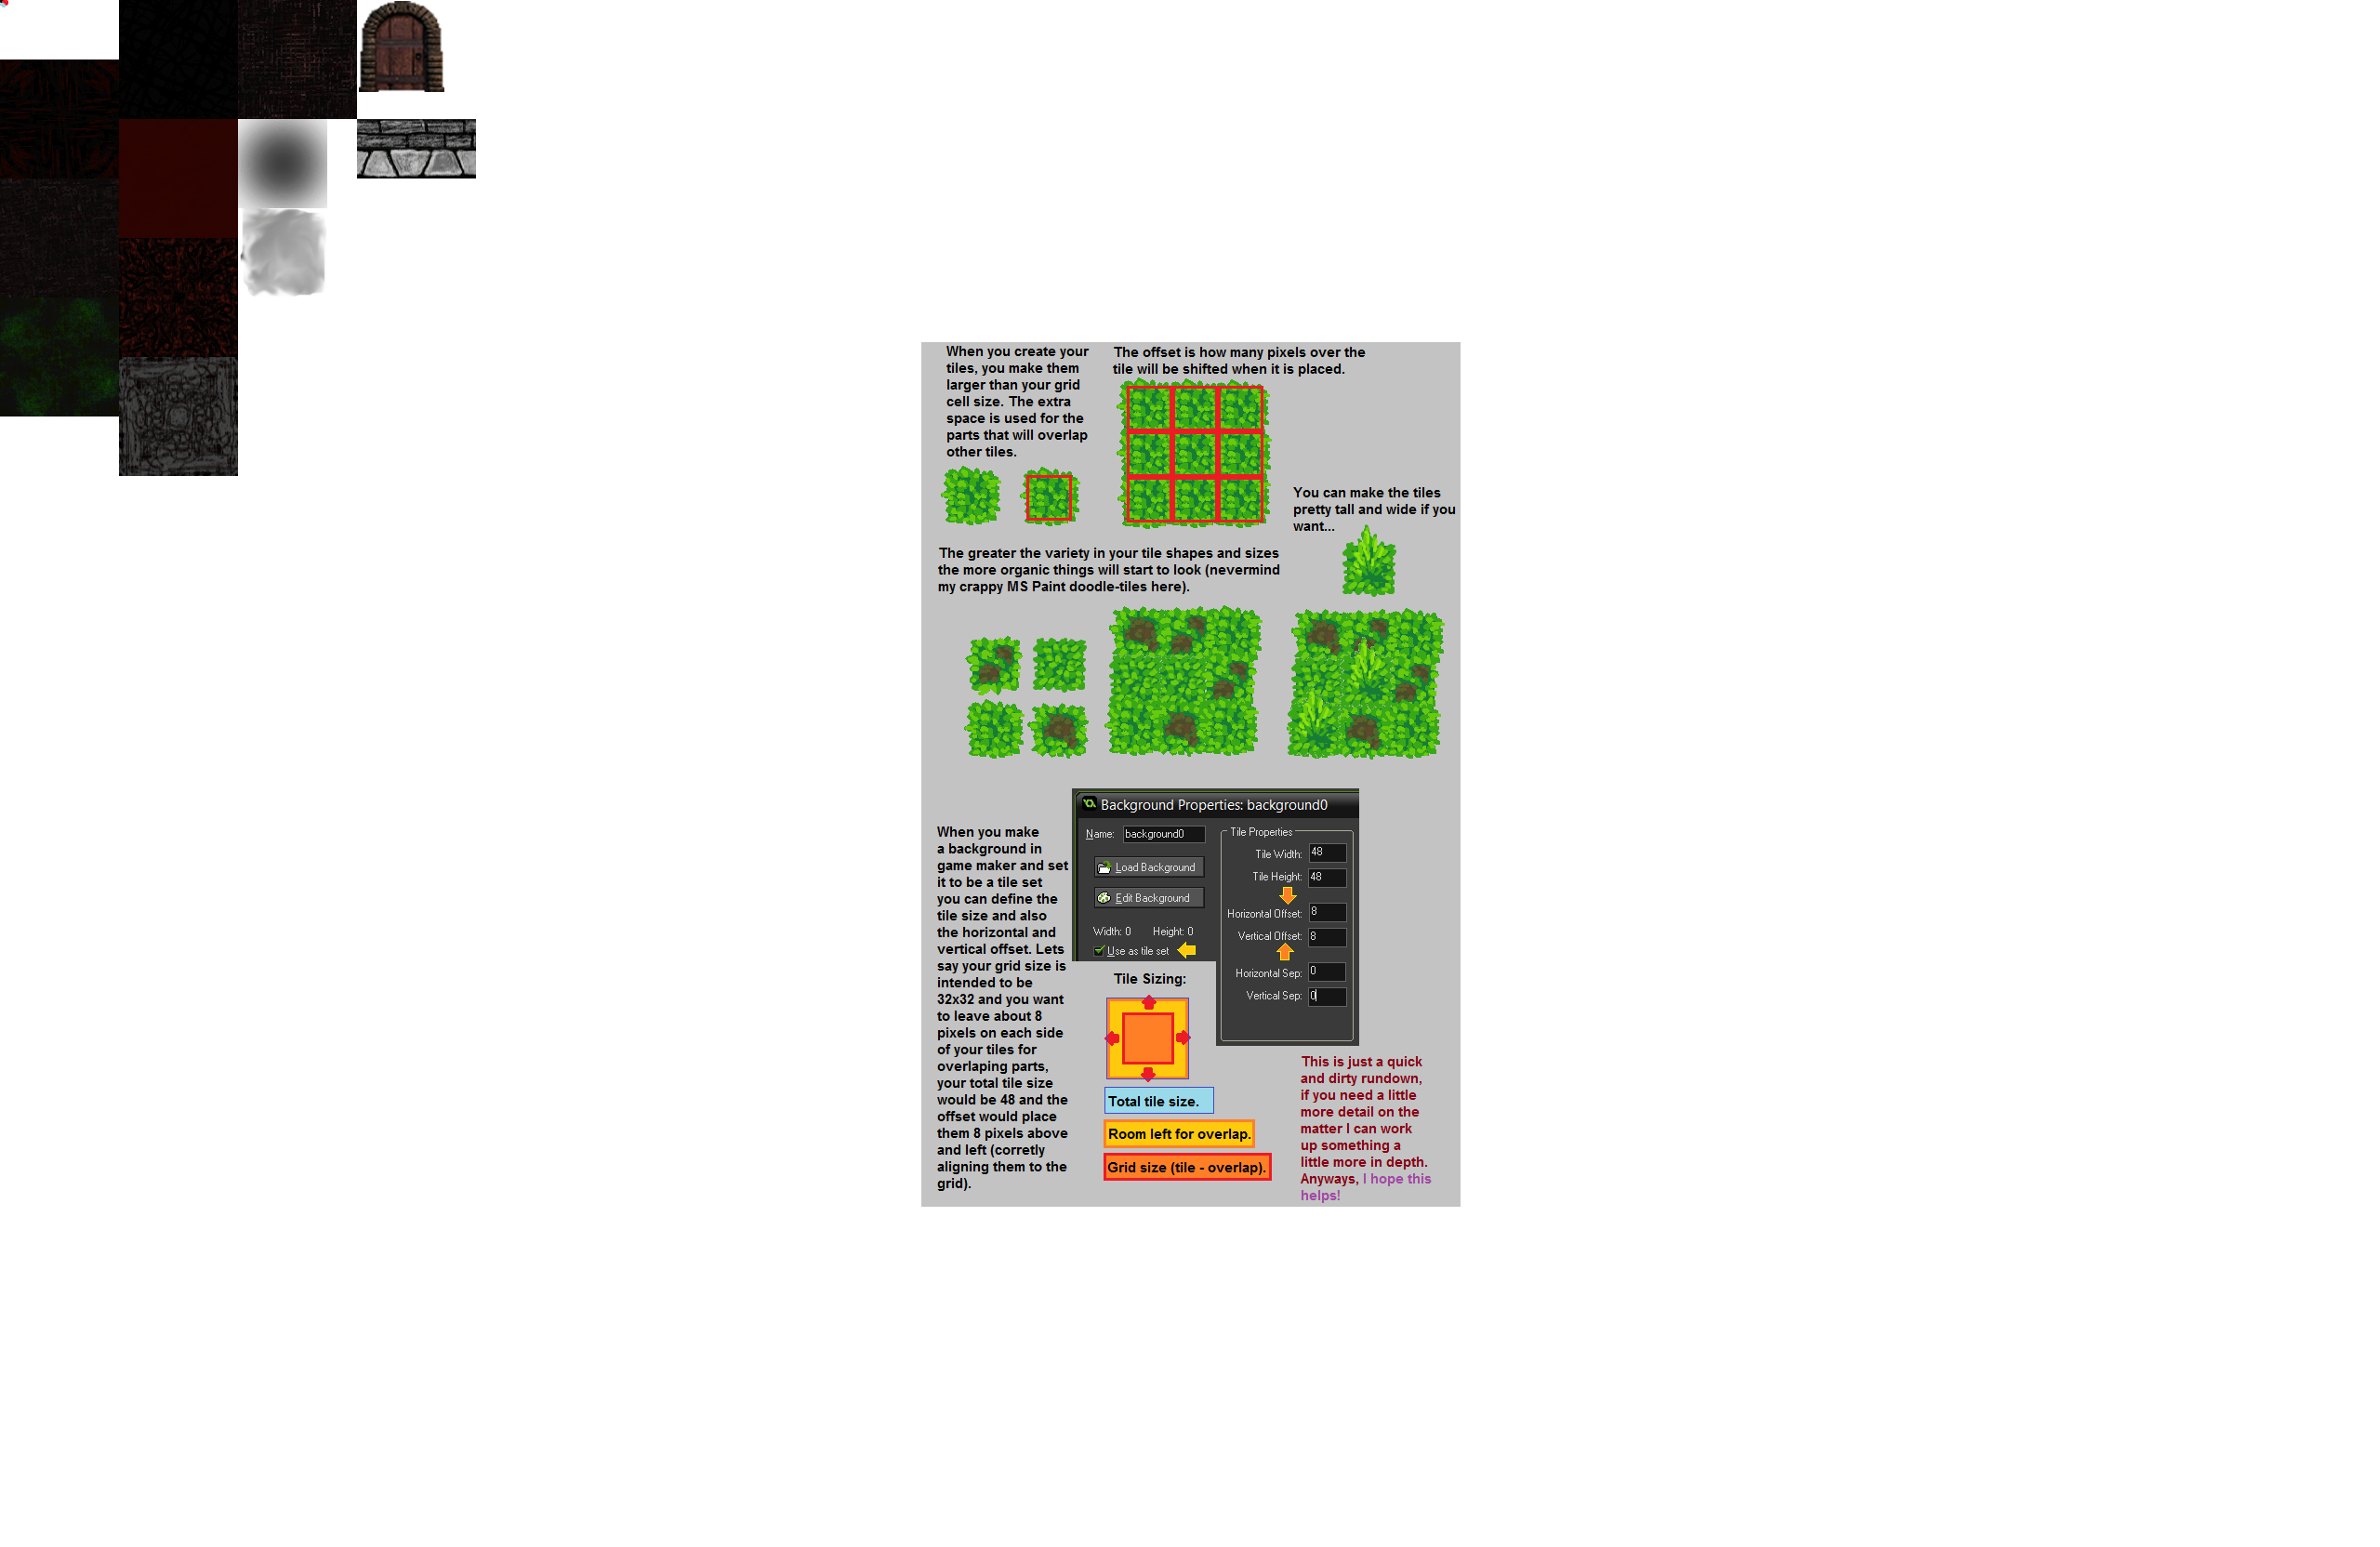 When you create your
tiles, you make them
larger than your grid
cell size. The extra
space is used for the
parts that will overlap
other tiles.
The offset is how many pixels over the
tile will be shifted when it is placed.
You can make the tiles
pretty tall and wide if you
want...
The greater the variety in your tile shapes and sizes
the more organic things will start to look (nevermind
my crappy MS Paint doodle-tiles here).
When you make
a background in
game maker and set
it to be a tile set
you can define the
tile size and also
the horizontal and
vertical offset. Lets
say your grid size is
intended to be
32x32 and you want
to leave about 8
pixels on each side
of your tiles for
overlaping parts,
your total tile size
would be 48 and the
offset would place
them 8 pixels above
and left (corretly
aligning them to the
grid).
Background Properties: background0
Name: background0
Load Background
Edit Background
Width: 0 Height: 0
Use as tile set
Tile Properties
Tile Width: 48
Tile Height: 48
Horizontal Offset: 8
Vertical Offset: 8
Horizontal Sep: 0
Vertical Sep: 0
Tile Sizing:
Total tile size.
Room left for overlap.
Grid size (tile - overlap).
This is just a quick
and dirty rundown,
if you need a little
more detail on the
matter I can work
up something a
little more in depth.
Anyways, I hope this
helps!